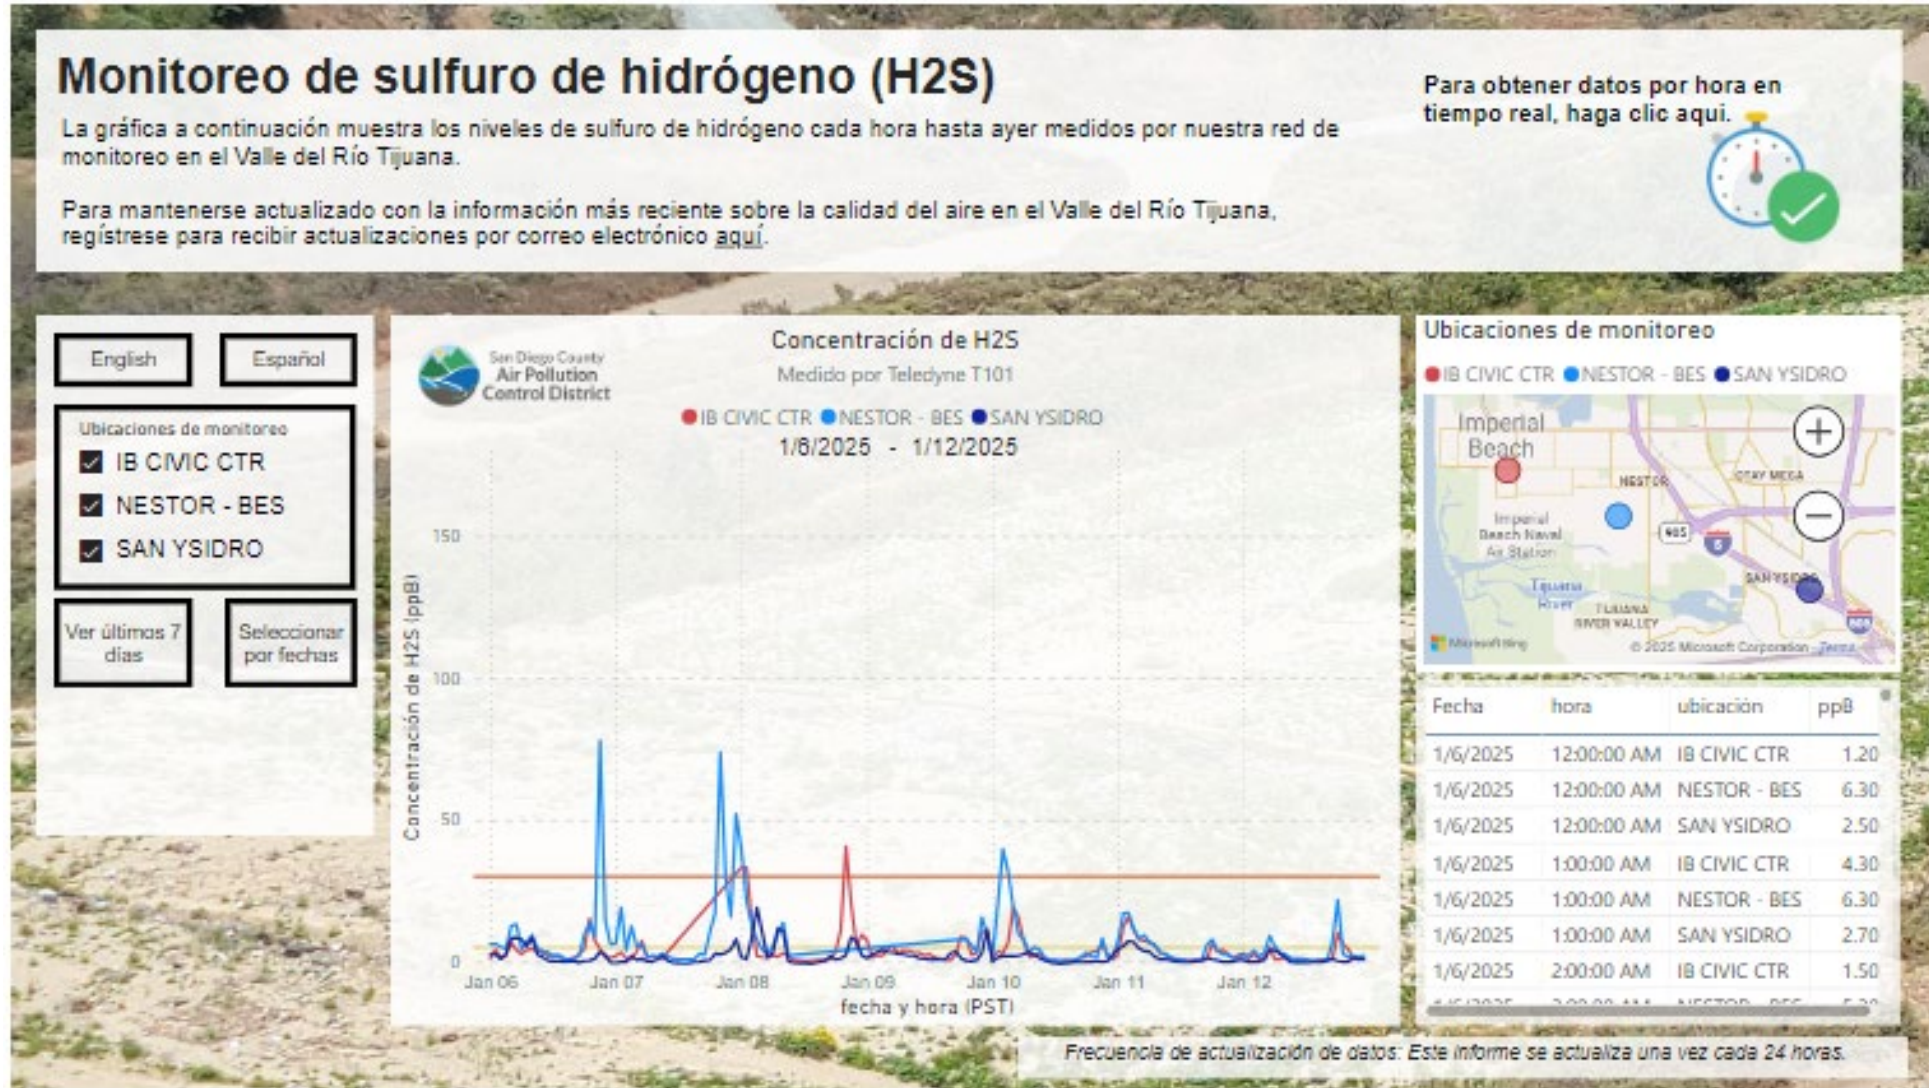 Monitoreo de sulfuro de hidrógeno (H2S)
La gráfica a continuación muestra los niveles de sulfuro de hidrógeno cada hora hasta ayer medidos por nuestra red de
monitoreo en el Valle del Río Tijuana.
Para mantenerse actualizado con la información más reciente sobre la calidad del aire en el Valle del Río Tijuana,
regístrese para recibir actualizaciones por correo electrónico aquí.
Para obtener datos por hora en
tiempo real, haga clic aqui.
English
Español
Ubicaciones de monitoreo
IB CIVIC CTR
NESTOR - BES
SAN YSIDRO
Ver últimos 7
días
Seleccionar
por fechas
San Diego County
Air Pollution
Control District
Concentración de H2S
Medido por Teledyne T101
IB CIVIC CTR NESTOR - BES SAN YSIDRO
1/6/2025 - 1/12/2025
Concentración de H2S (ppB)
150
100
50
0
Jan 06 Jan 07 Jan 08 Jan 09 Jan 10 Jan 11 Jan 12
fecha y hora (PST)
Ubicaciones de monitoreo
IB CIVIC CTR NESTOR - BES SAN YSIDRO
Imperial
Beach
NESTOR
OTAY MESA
Imperial
Beach Naval
Air Station
905
5
SAN YSIDRO
Tijuana
River
TIJUANA
RIVER VALLEY
805
Microsoft Bing
© 2025 Microsoft Corporation Terms
Fecha hora ubicación ppB
1/6/2025 12:00:00 AM IB CIVIC CTR 1.20
1/6/2025 12:00:00 AM NESTOR - BES 6.30
1/6/2025 12:00:00 AM SAN YSIDRO 2.50
1/6/2025 1:00:00 AM IB CIVIC CTR 4.30
1/6/2025 1:00:00 AM NESTOR - BES 6.30
1/6/2025 1:00:00 AM SAN YSIDRO 2.70
1/6/2025 2:00:00 AM IB CIVIC CTR 1.50
Frecuencia de actualización de datos: Este informe se actualiza una vez cada 24 horas.